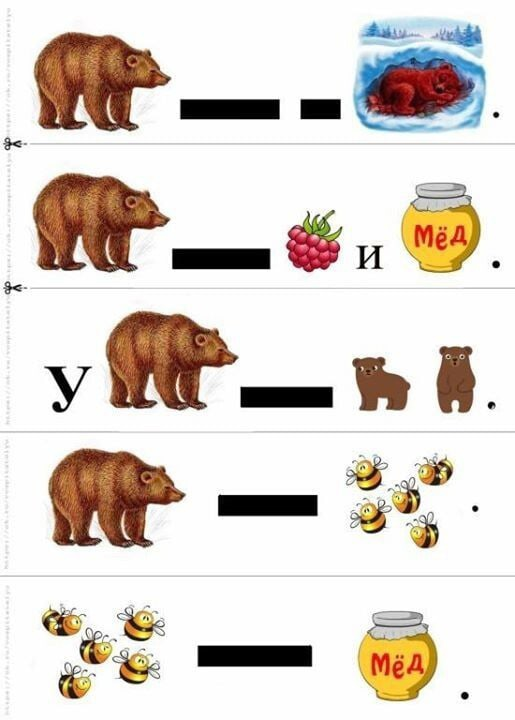 .
и Мёд .
У .
.
Мёд .